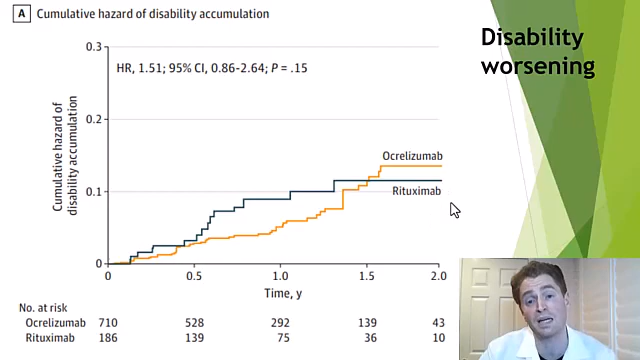 A Cumulative hazard of disability accumulation
Disability
worsening
HR, 1.51; 95% CI, 0.86-2.64; P = .15
Cumulative hazard of
disability accumulation
0.3
0.2
0.1
0
Ocrelizumab
Rituximab
0 0.5 1.0 1.5 2.0
Time, y
No. at risk
Ocrelizumab 710 528 292 139 43
Rituximab 186 139 75 36 10